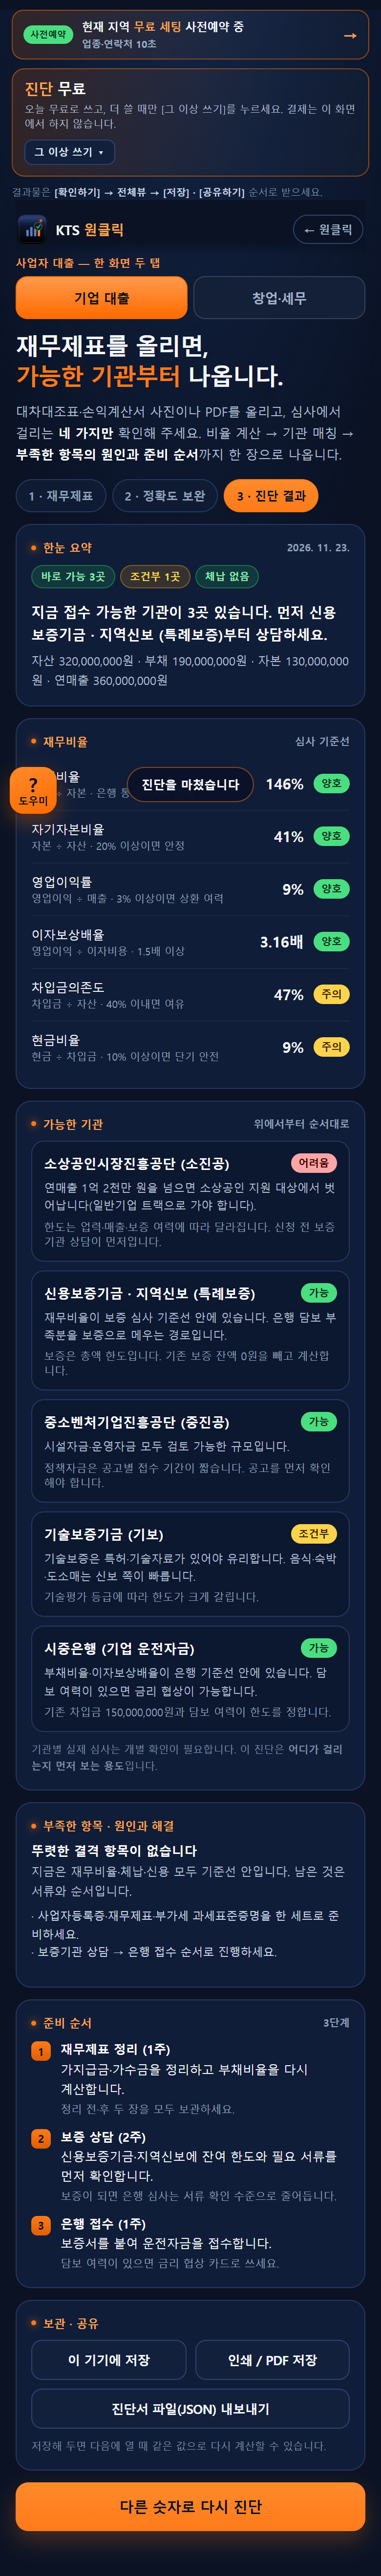 사전예약
현재 지역 무료 세팅 사전예약 중
업종·연락처 10초
→
진단 무료
오늘 무료로 쓰고, 더 쓸 때만 [그 이상 쓰기]를 누르세요. 결제는 이 화면
에서 하지 않습니다.
그 이상 쓰기 ▾
결과물은 [확인하기] → 전체뷰 → [저장] · [공유하기] 순서로 받으세요.
KTS 원클릭
← 원클릭
사업자 대출 — 한 화면 두 탭
기업 대출
창업·세무
재무제표를 올리면,
가능한 기관부터 나옵니다.
대차대조표·손익계산서 사진이나 PDF를 올리고, 심사에서
걸리는 네 가지만 확인해 주세요. 비율 계산 → 기관 매칭 →
부족한 항목의 원인과 준비 순서까지 한 장으로 나옵니다.
1 · 재무제표
2 · 정확도 보완
3 · 진단 결과
한눈 요약
2026. 11. 23.
바로 가능 3곳
조건부 1곳
체납 없음
지금 접수 가능한 기관이 3곳 있습니다. 먼저 신용
보증기금 · 지역신보 (특례보증)부터 상담하세요.
자산 320,000,000원 · 부채 190,000,000원 · 자본 130,000,000
원 · 연매출 360,000,000원
재무비율
심사 기준선
비율
÷ 자본 · 은행 통
146%
양호
?
도우미
진단을 마쳤습니다
자기자본비율
자본 ÷ 자산 · 20% 이상이면 안정
41%
양호
영업이익률
영업이익 ÷ 매출 · 3% 이상이면 상환 여력
9%
양호
이자보상배율
영업이익 ÷ 이자비용 · 1.5배 이상
3.16배
양호
차입금의존도
차입금 ÷ 자산 · 40% 이내면 여유
47%
주의
현금비율
현금 ÷ 차입금 · 10% 이상이면 단기 안전
9%
주의
가능한 기관
위에서부터 순서대로
소상공인시장진흥공단 (소진공)
어려움
연매출 1억 2천만 원을 넘으면 소상공인 지원 대상에서 벗
어납니다(일반기업 트랙으로 가야 합니다).
한도는 업력·매출·보증 여력에 따라 달라집니다. 신청 전 보증
기관 상담이 먼저입니다.
신용보증기금 · 지역신보 (특례보증)
가능
재무비율이 보증 심사 기준선 안에 있습니다. 은행 담보 부
족분을 보증으로 메우는 경로입니다.
보증은 총액 한도입니다. 기존 보증 잔액 0원을 빼고 계산합니
다.
중소벤처기업진흥공단 (중진공)
가능
시설자금·운영자금 모두 검토 가능한 규모입니다.
정책자금은 공고별 접수 기간이 짧습니다. 공고를 먼저 확인
해야 합니다.
기술보증기금 (기보)
조건부
기술보증은 특허·기술자료가 있어야 유리합니다. 음식·숙박
·도소매는 신보 쪽이 빠릅니다.
기술평가 등급에 따라 한도가 크게 갈립니다.
시중은행 (기업 운전자금)
가능
부채비율·이자보상배율이 은행 기준선 안에 있습니다. 담
보 여력이 있으면 금리 협상이 가능합니다.
기존 차입금 150,000,000원과 담보 여력이 한도를 정합니다.
기관별 실제 심사는 개별 확인이 필요합니다. 이 진단은 어디가 걸리
는지 먼저 보는 용도입니다.
부족한 항목 · 원인과 해결
뚜렷한 결격 항목이 없습니다
지금은 재무비율·체납·신용 모두 기준선 안입니다. 남은 것은
서류와 순서입니다.
· 사업자등록증·재무제표·부가세 과세표준증명을 한 세트로 준
비하세요.
· 보증기관 상담 → 은행 접수 순서로 진행하세요.
준비 순서
3단계
1
재무제표 정리 (1주)
가지급금·가수금을 정리하고 부채비율을 다시
계산합니다.
정리 전·후 두 장을 모두 보관하세요.
2
보증 상담 (2주)
신용보증기금·지역신보에 잔여 한도와 필요 서류를
먼저 확인합니다.
보증이 되면 은행 심사는 서류 확인 수준으로 줄어듭니다.
3
은행 접수 (1주)
보증서를 붙여 운전자금을 접수합니다.
담보 여력이 있으면 금리 협상 카드로 쓰세요.
보관 · 공유
이 기기에 저장
인쇄 / PDF 저장
진단서 파일(JSON) 내보내기
저장해 두면 다음에 열 때 같은 값으로 다시 계산할 수 있습니다.
다른 숫자로 다시 진단